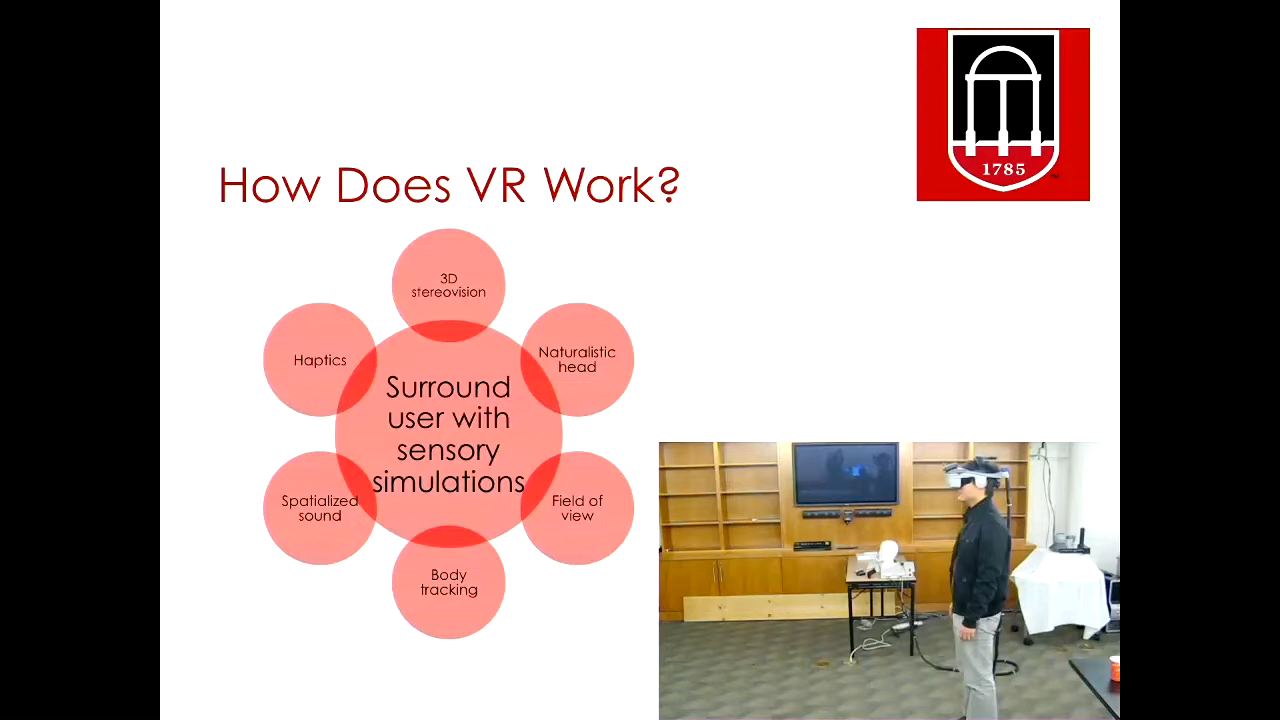 1785
How Does VR Work?
3D
stereovision
Naturalistic
head
Field of
view
Body
tracking
Spatialized
sound
Haptics
Surround
user with
sensory
simulations